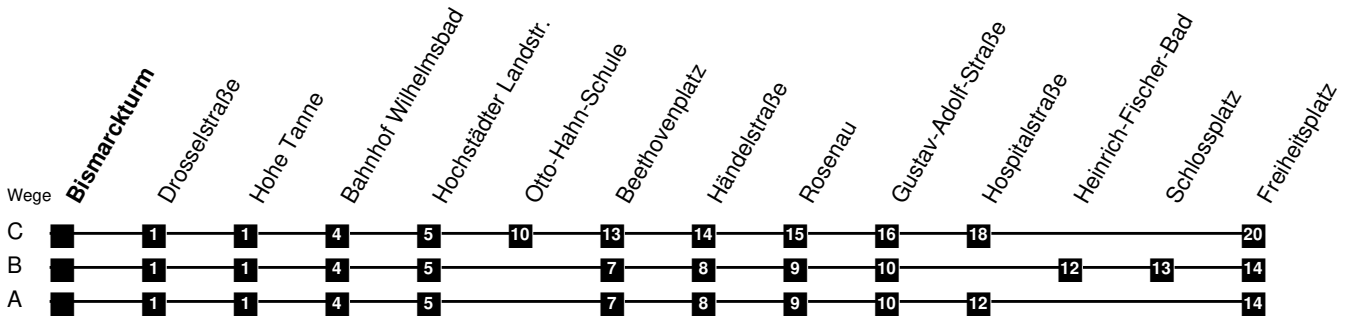 Wege
Bismarckturm
Drosselstraße
Hohe Tanne
Bahnhof Wilhelmsbad
Hochstädter Landstr.
Otto-Hahn-Schule
Beethovenplatz
Händelstraße
Rosenau
Gustav-Adolf-Straße
Hospitalstraße
Heinrich-Fischer-Bad
Schlossplatz
Freiheitsplatz
C 1 1 4 5 10 13 14 15 16 18 20
B 1 1 4 5 7 8 9 10 12 13 14
A 1 1 4 5 7 8 9 10 12 14